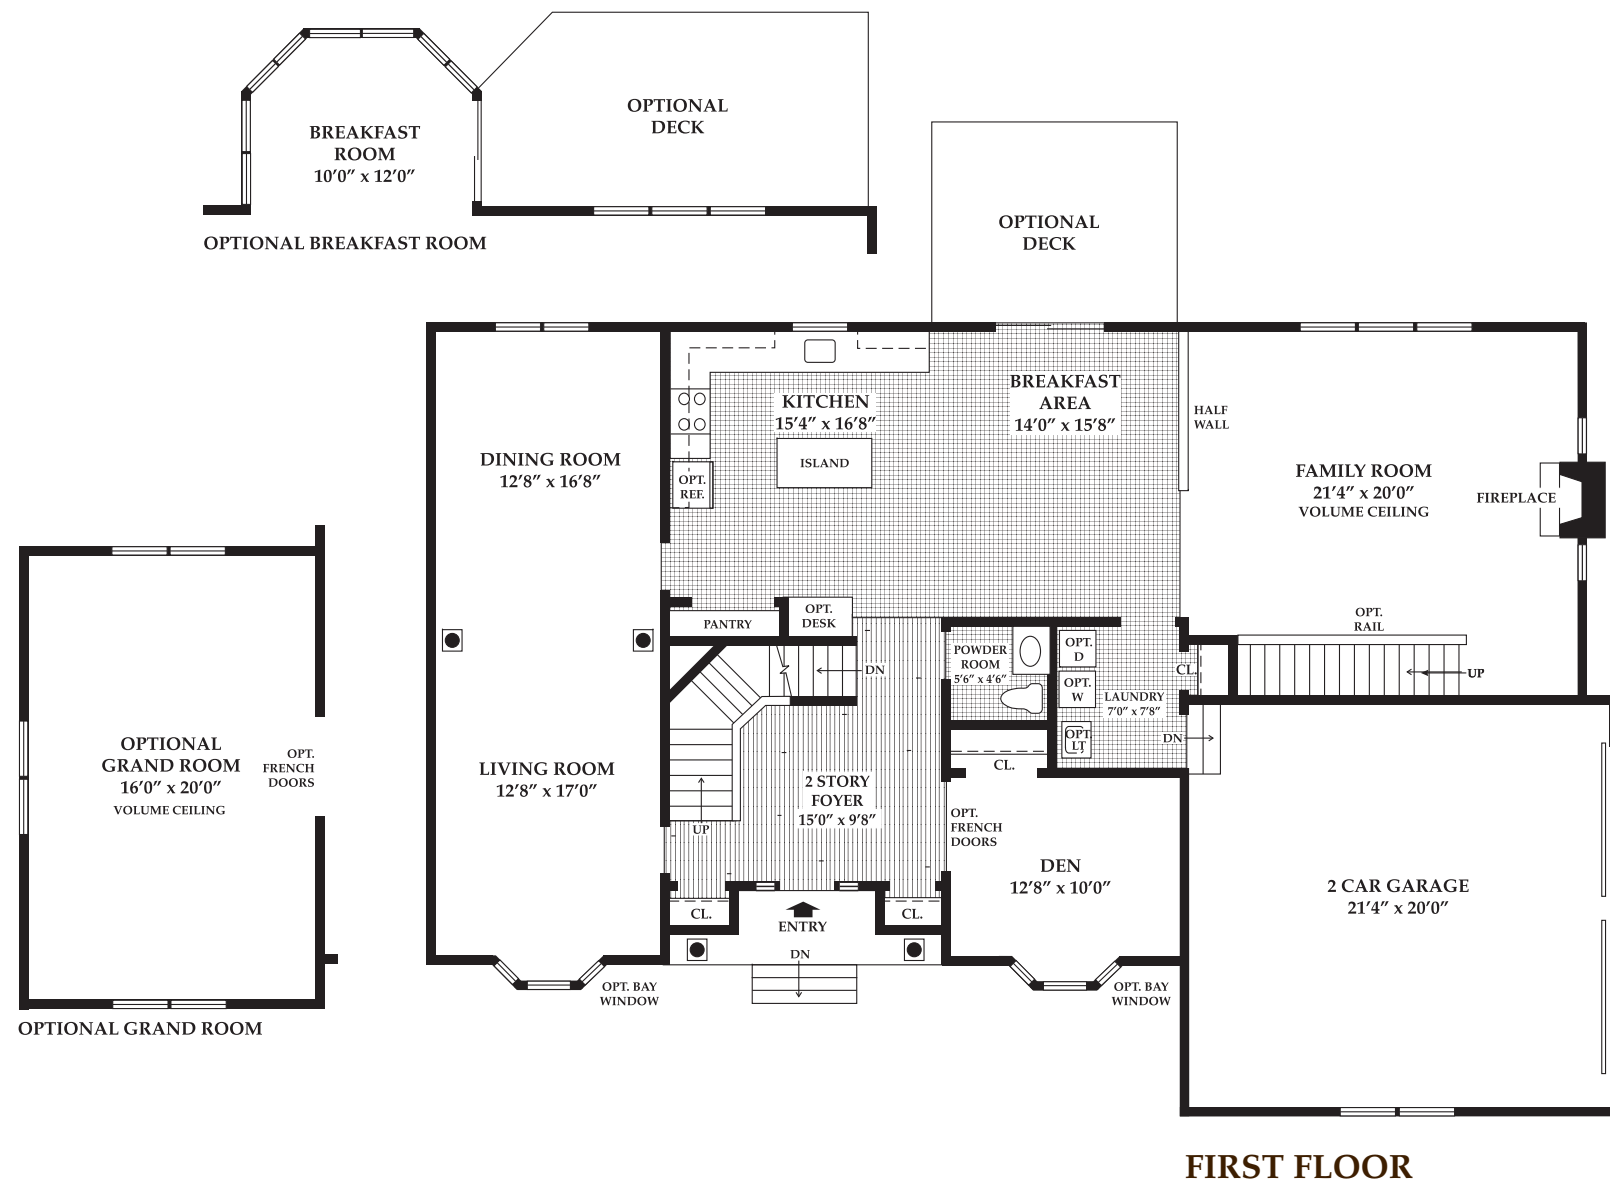 BREAKFAST
ROOM
10’0” x 12’0”
OPTIONAL
DECK
OPTIONAL BREAKFAST ROOM
OPTIONAL
DECK
DINING ROOM
12’8” x 16’8”
KITCHEN
15’4” x 16’8”
ISLAND
OPT.
REF.
BREAKFAST
AREA
14’0” x 15’8”
HALF
WALL
FAMILY ROOM
21’4” x 20’0”
VOLUME CEILING
FIREPLACE
PANTRY
OPT.
DESK
OPT.
RAIL
UP
DN
POWDER
ROOM
5’6” x 4’6”
OPT.
D
OPT.
W
OPT.
LT
LAUNDRY
7’0” x 7’8”
CL.
DN
OPTIONAL
GRAND ROOM
16’0” x 20’0”
VOLUME CEILING
OPT.
FRENCH
DOORS
OPTIONAL GRAND ROOM
LIVING ROOM
12’8” x 17’0”
UP
2 STORY
FOYER
15’0” x 9’8”
CL.
OPT.
FRENCH
DOORS
DEN
12’8” x 10’0”
2 CAR GARAGE
21’4” x 20’0”
CL.
ENTRY
CL.
DN
OPT. BAY
WINDOW
OPT. BAY
WINDOW
FIRST FLOOR